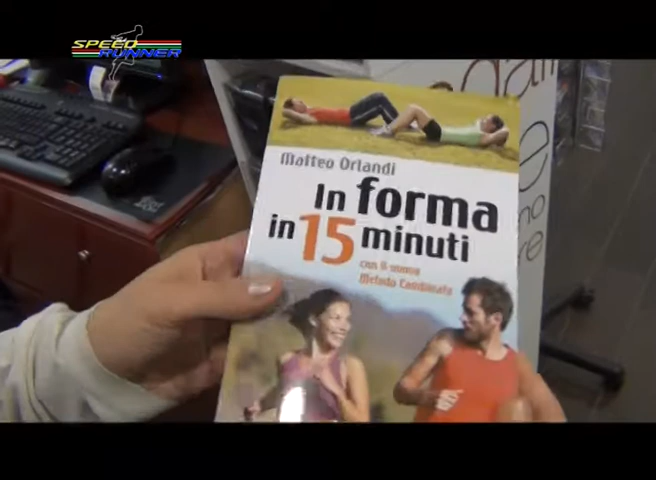 SPEED
RUNNER
Matteo Orlandi
In forma
in 15 minuti
con il nuovo
Metodo Combinato